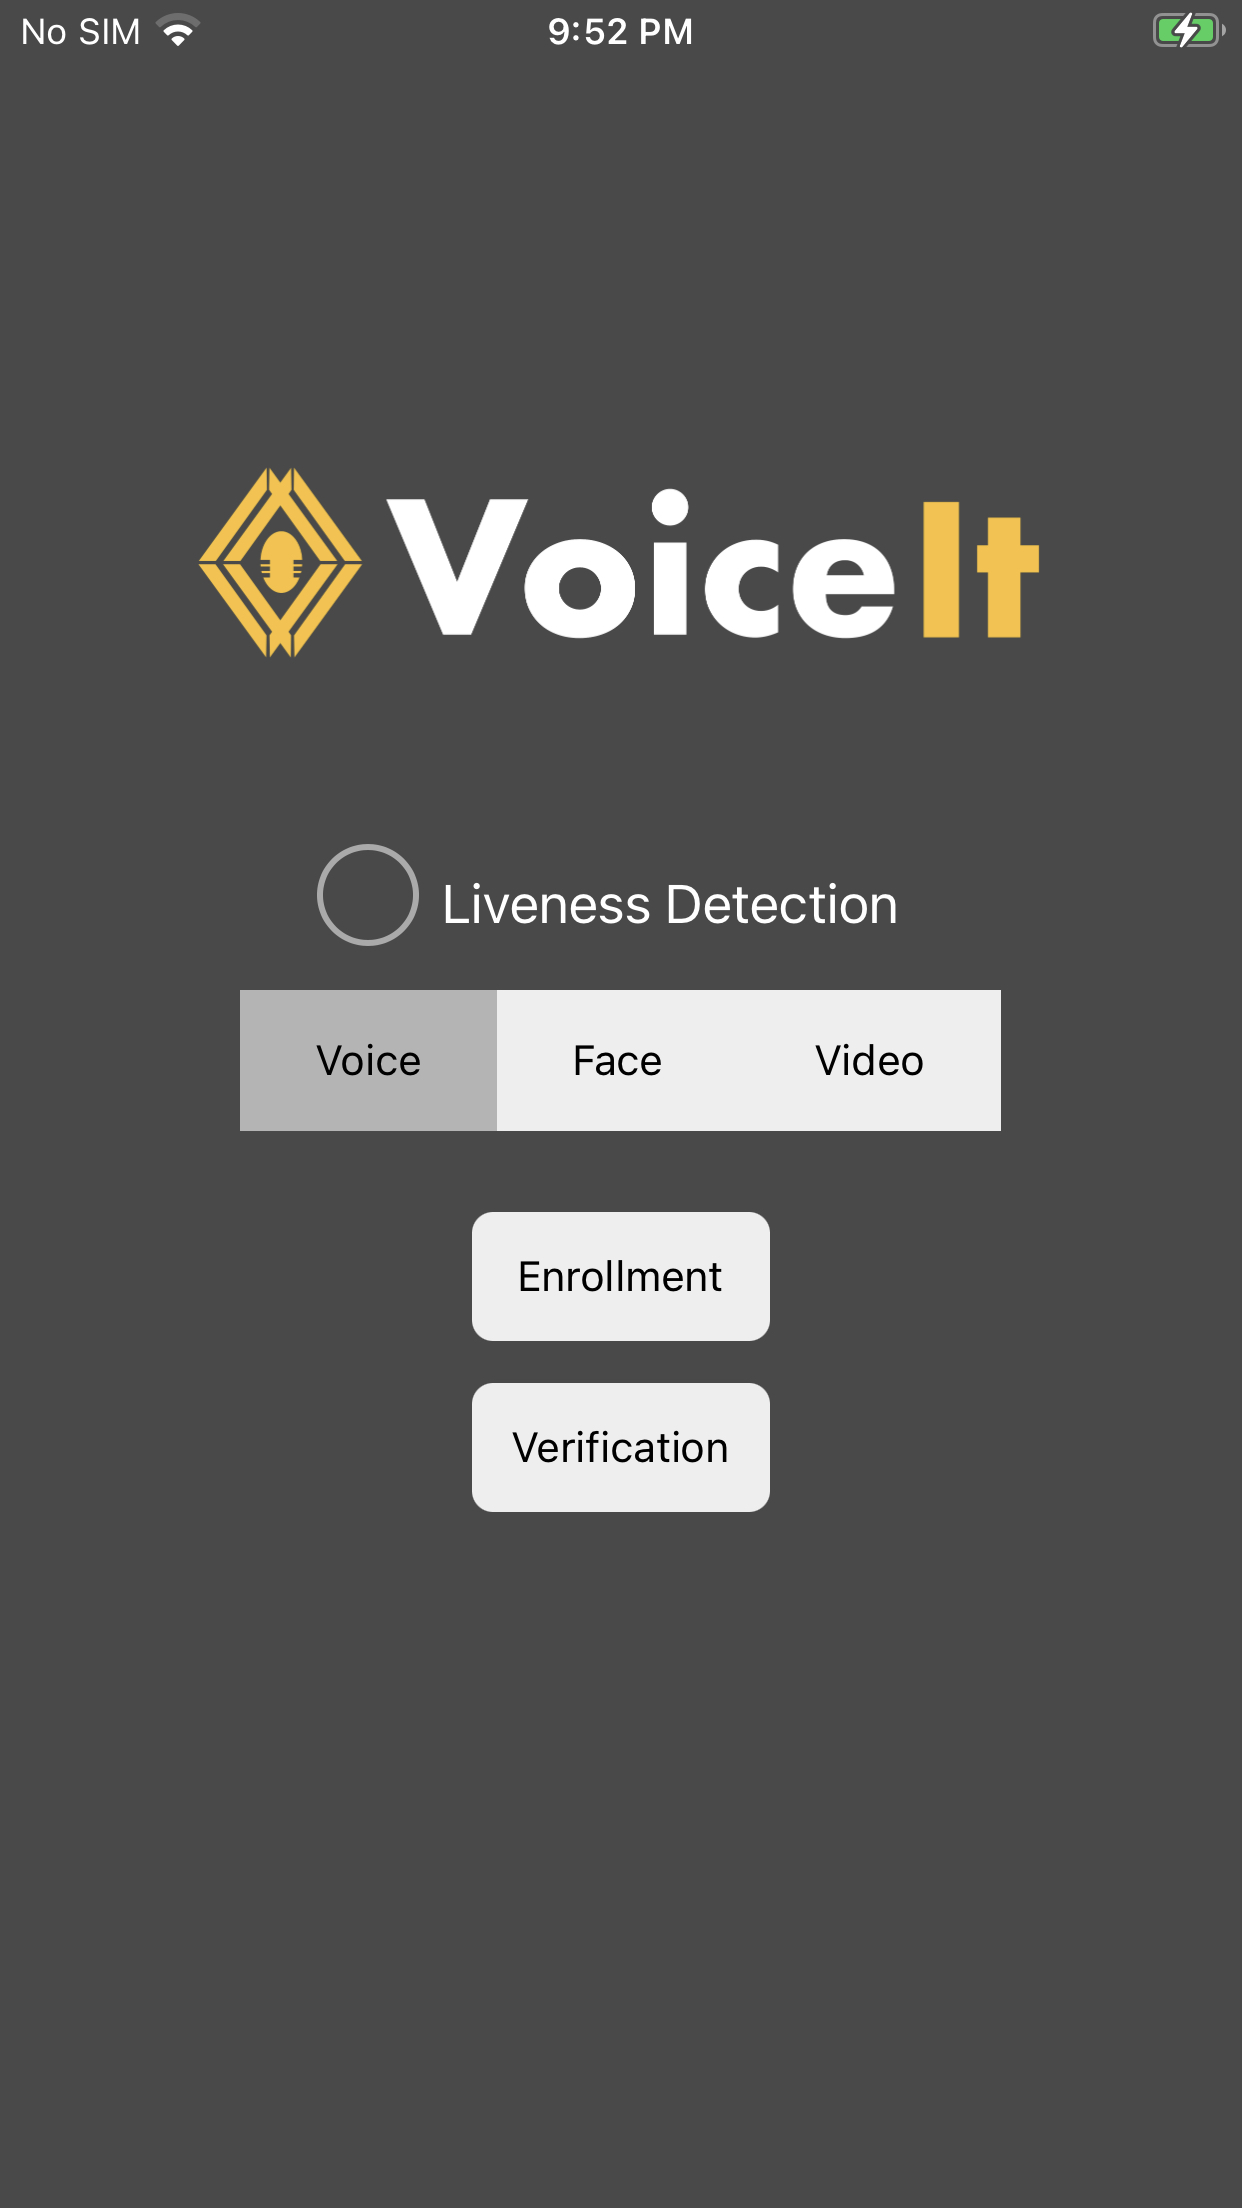 No SIM 9:52 PM
VoiceIt
Liveness Detection
Voice Face Video
Enrollment
Verification